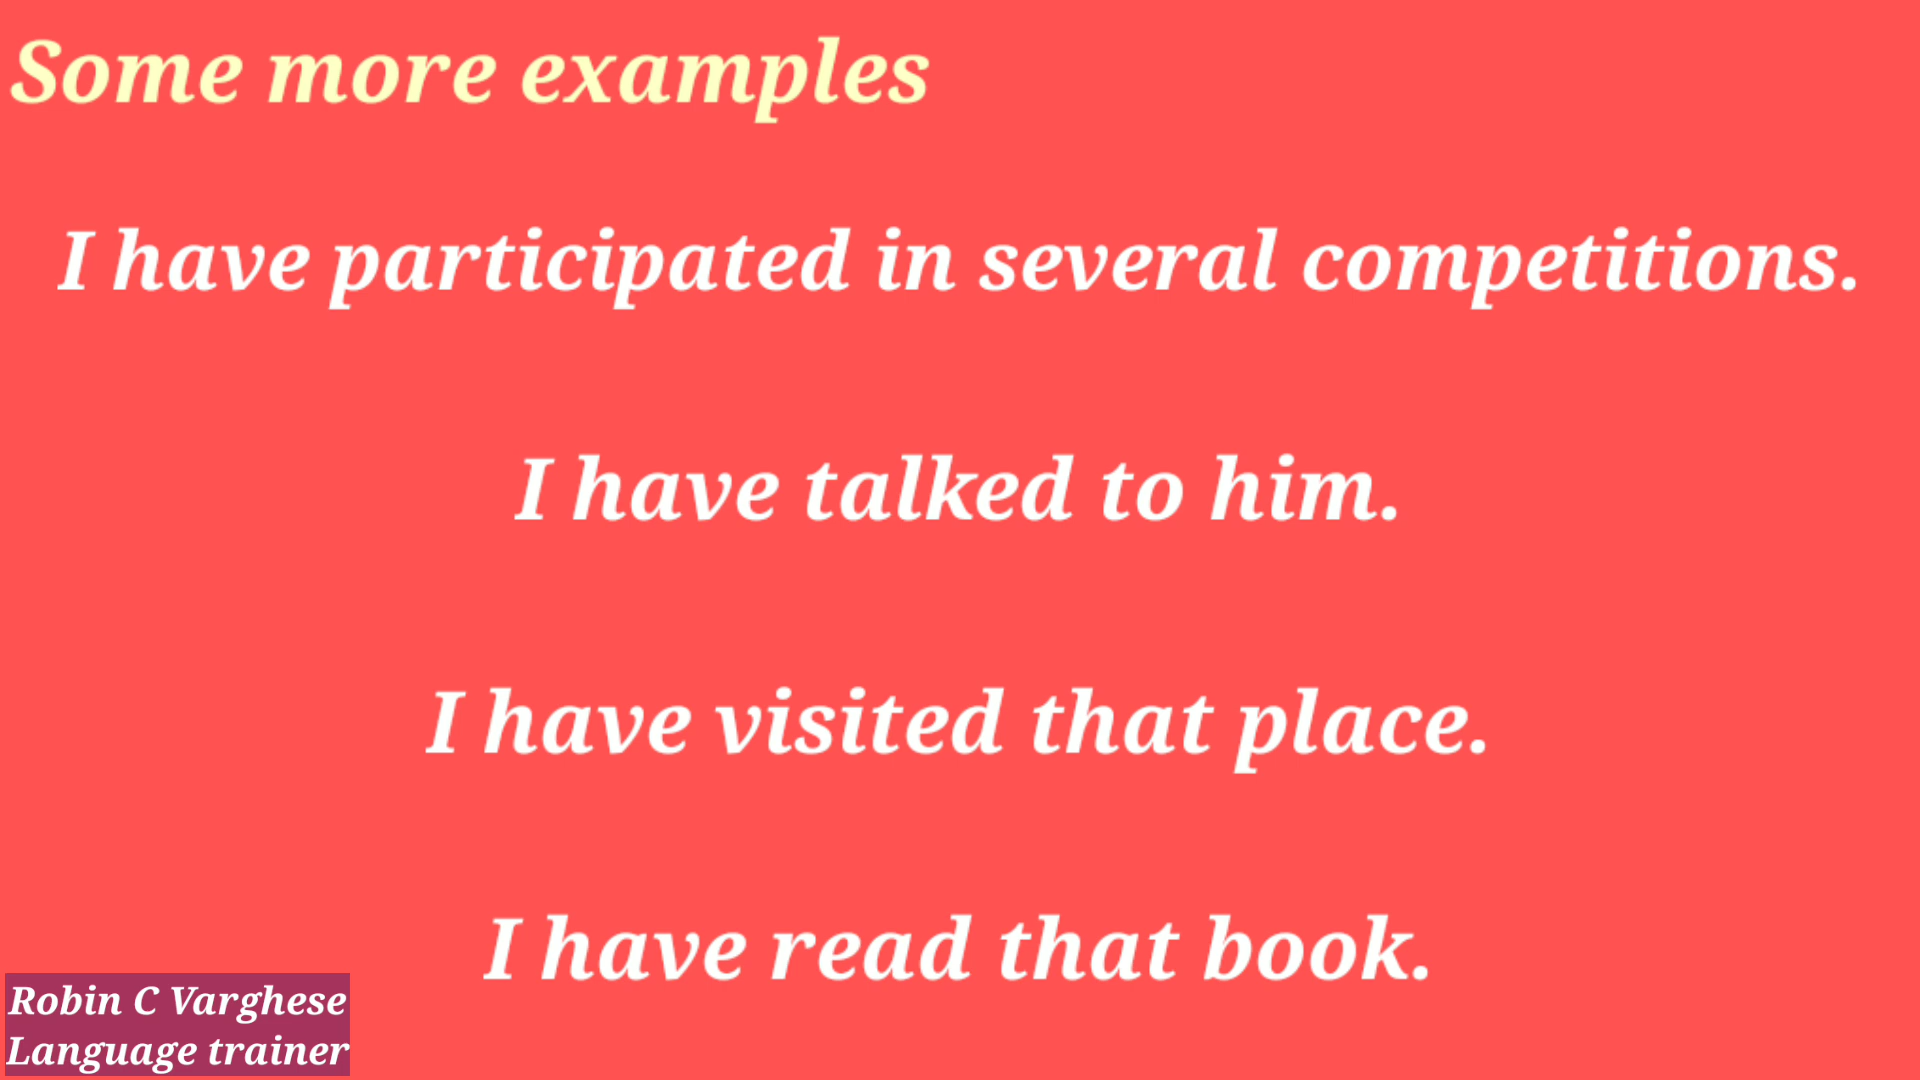 Some more examples
I have participated in several competitions.
I have talked to him.
I have visited that place.
I have read that book.
Robin C Varghese
Language trainer